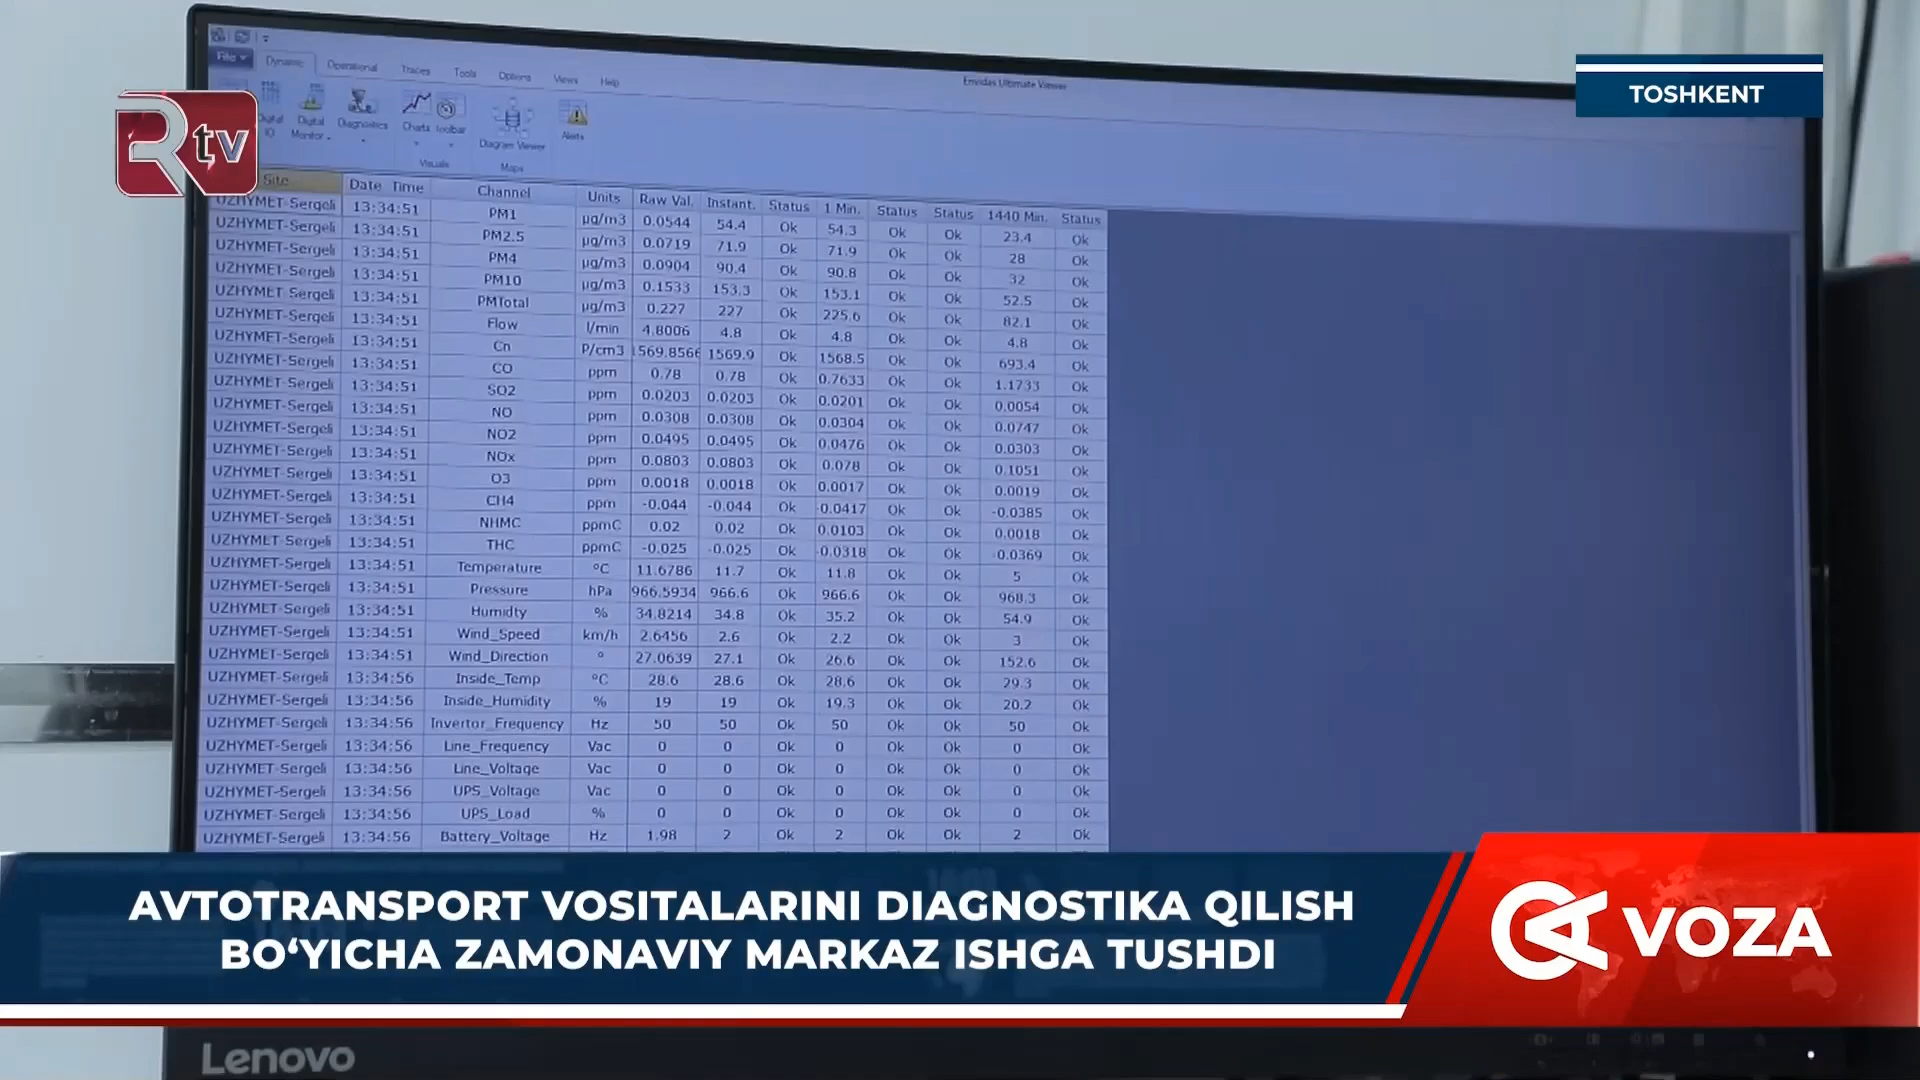 Envidas Ultimate Viewer
TOSHKENT
File Dynamic Operational Traces Tools Options Views Help
Digital IO Digital Monitor Diagnostics Charts Toolbar Diagram Viewer Alerts
Visuals Maps
Rtv
Site Date Time Channel Units Raw Val. Instant. Status 1 Min. Status Status 1440 Min. Status
UZHYMET-Sergeli 13:34:51 PM1 µg/m3 0.0544 54.4 Ok 54.3 Ok Ok 23.4 Ok
UZHYMET-Sergeli 13:34:51 PM2.5 µg/m3 0.0719 71.9 Ok 71.9 Ok Ok 28 Ok
UZHYMET-Sergeli 13:34:51 PM4 µg/m3 0.0904 90.4 Ok 90.8 Ok Ok 32 Ok
UZHYMET-Sergeli 13:34:51 PM10 µg/m3 0.1533 153.3 Ok 153.1 Ok Ok 52.5 Ok
UZHYMET-Sergeli 13:34:51 PMTotal µg/m3 0.227 227 Ok 225.6 Ok Ok 82.1 Ok
UZHYMET-Sergeli 13:34:51 Flow l/min 4.8006 4.8 Ok 4.8 Ok Ok 4.8 Ok
UZHYMET-Sergeli 13:34:51 Cn P/cm3 1569.8566 1569.9 Ok 1568.5 Ok Ok 693.4 Ok
UZHYMET-Sergeli 13:34:51 CO ppm 0.78 0.78 Ok 0.7633 Ok Ok 1.1733 Ok
UZHYMET-Sergeli 13:34:51 SO2 ppm 0.0203 0.0203 Ok 0.0201 Ok Ok 0.0054 Ok
UZHYMET-Sergeli 13:34:51 NO ppm 0.0308 0.0308 Ok 0.0304 Ok Ok 0.0747 Ok
UZHYMET-Sergeli 13:34:51 NO2 ppm 0.0495 0.0495 Ok 0.0476 Ok Ok 0.0303 Ok
UZHYMET-Sergeli 13:34:51 NOx ppm 0.0803 0.0803 Ok 0.078 Ok Ok 0.1051 Ok
UZHYMET-Sergeli 13:34:51 O3 ppm 0.0018 0.0018 Ok 0.0017 Ok Ok 0.0019 Ok
UZHYMET-Sergeli 13:34:51 CH4 ppm -0.044 -0.044 Ok -0.0417 Ok Ok -0.0385 Ok
UZHYMET-Sergeli 13:34:51 NHMC ppmC 0.02 0.02 Ok 0.0103 Ok Ok 0.0018 Ok
UZHYMET-Sergeli 13:34:51 THC ppmC -0.025 -0.025 Ok -0.0318 Ok Ok -0.0369 Ok
UZHYMET-Sergeli 13:34:51 Temperature °C 11.6786 11.7 Ok 11.8 Ok Ok 5 Ok
UZHYMET-Sergeli 13:34:51 Pressure hPa 966.5934 966.6 Ok 966.6 Ok Ok 968.3 Ok
UZHYMET-Sergeli 13:34:51 Humidty % 34.8214 34.8 Ok 35.2 Ok Ok 54.9 Ok
UZHYMET-Sergeli 13:34:51 Wind_Speed km/h 2.6456 2.6 Ok 2.2 Ok Ok 3 Ok
UZHYMET-Sergeli 13:34:51 Wind_Direction ° 27.0639 27.1 Ok 26.6 Ok Ok 152.6 Ok
UZHYMET-Sergeli 13:34:56 Inside_Temp °C 28.6 28.6 Ok 28.6 Ok Ok 29.3 Ok
UZHYMET-Sergeli 13:34:56 Inside_Humidity % 19 19 Ok 19.3 Ok Ok 20.2 Ok
UZHYMET-Sergeli 13:34:56 Invertor_Frequency Hz 50 50 Ok 50 Ok Ok 50 Ok
UZHYMET-Sergeli 13:34:56 Line_Frequency Vac 0 0 Ok 0 Ok Ok 0 Ok
UZHYMET-Sergeli 13:34:56 Line_Voltage Vac 0 0 Ok 0 Ok Ok 0 Ok
UZHYMET-Sergeli 13:34:56 UPS_Voltage Vac 0 0 Ok 0 Ok Ok 0 Ok
UZHYMET-Sergeli 13:34:56 UPS_Load % 0 0 Ok 0 Ok Ok 0 Ok
UZHYMET-Sergeli 13:34:56 Battery_Voltage Hz 1.98 2 Ok 2 Ok Ok 2 Ok
AVTOTRANSPORT VOSITALARINI DIAGNOSTIKA QILISH
BOʻYICHA ZAMONAVIY MARKAZ ISHGA TUSHDI
VOZA
Lenovo